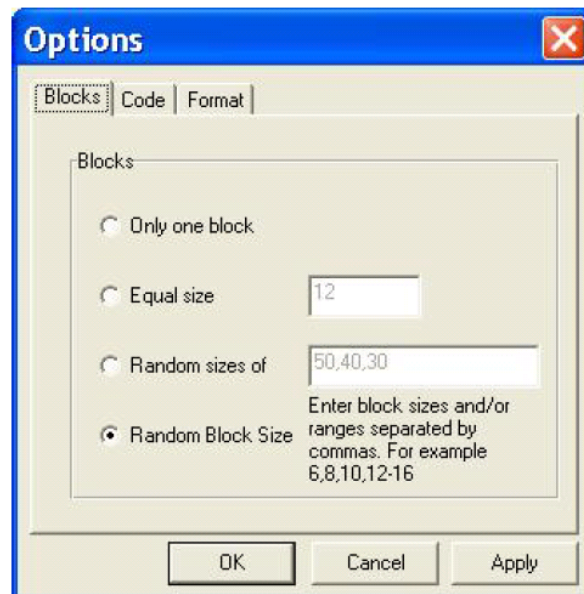 Options
Blocks Code Format
Blocks
Only one block
Equal size 12
Random sizes of 50,40,30
Random Block Size
Enter block sizes and/or
ranges separated by
commas. For example
6,8,10,12-16
OK Cancel Apply